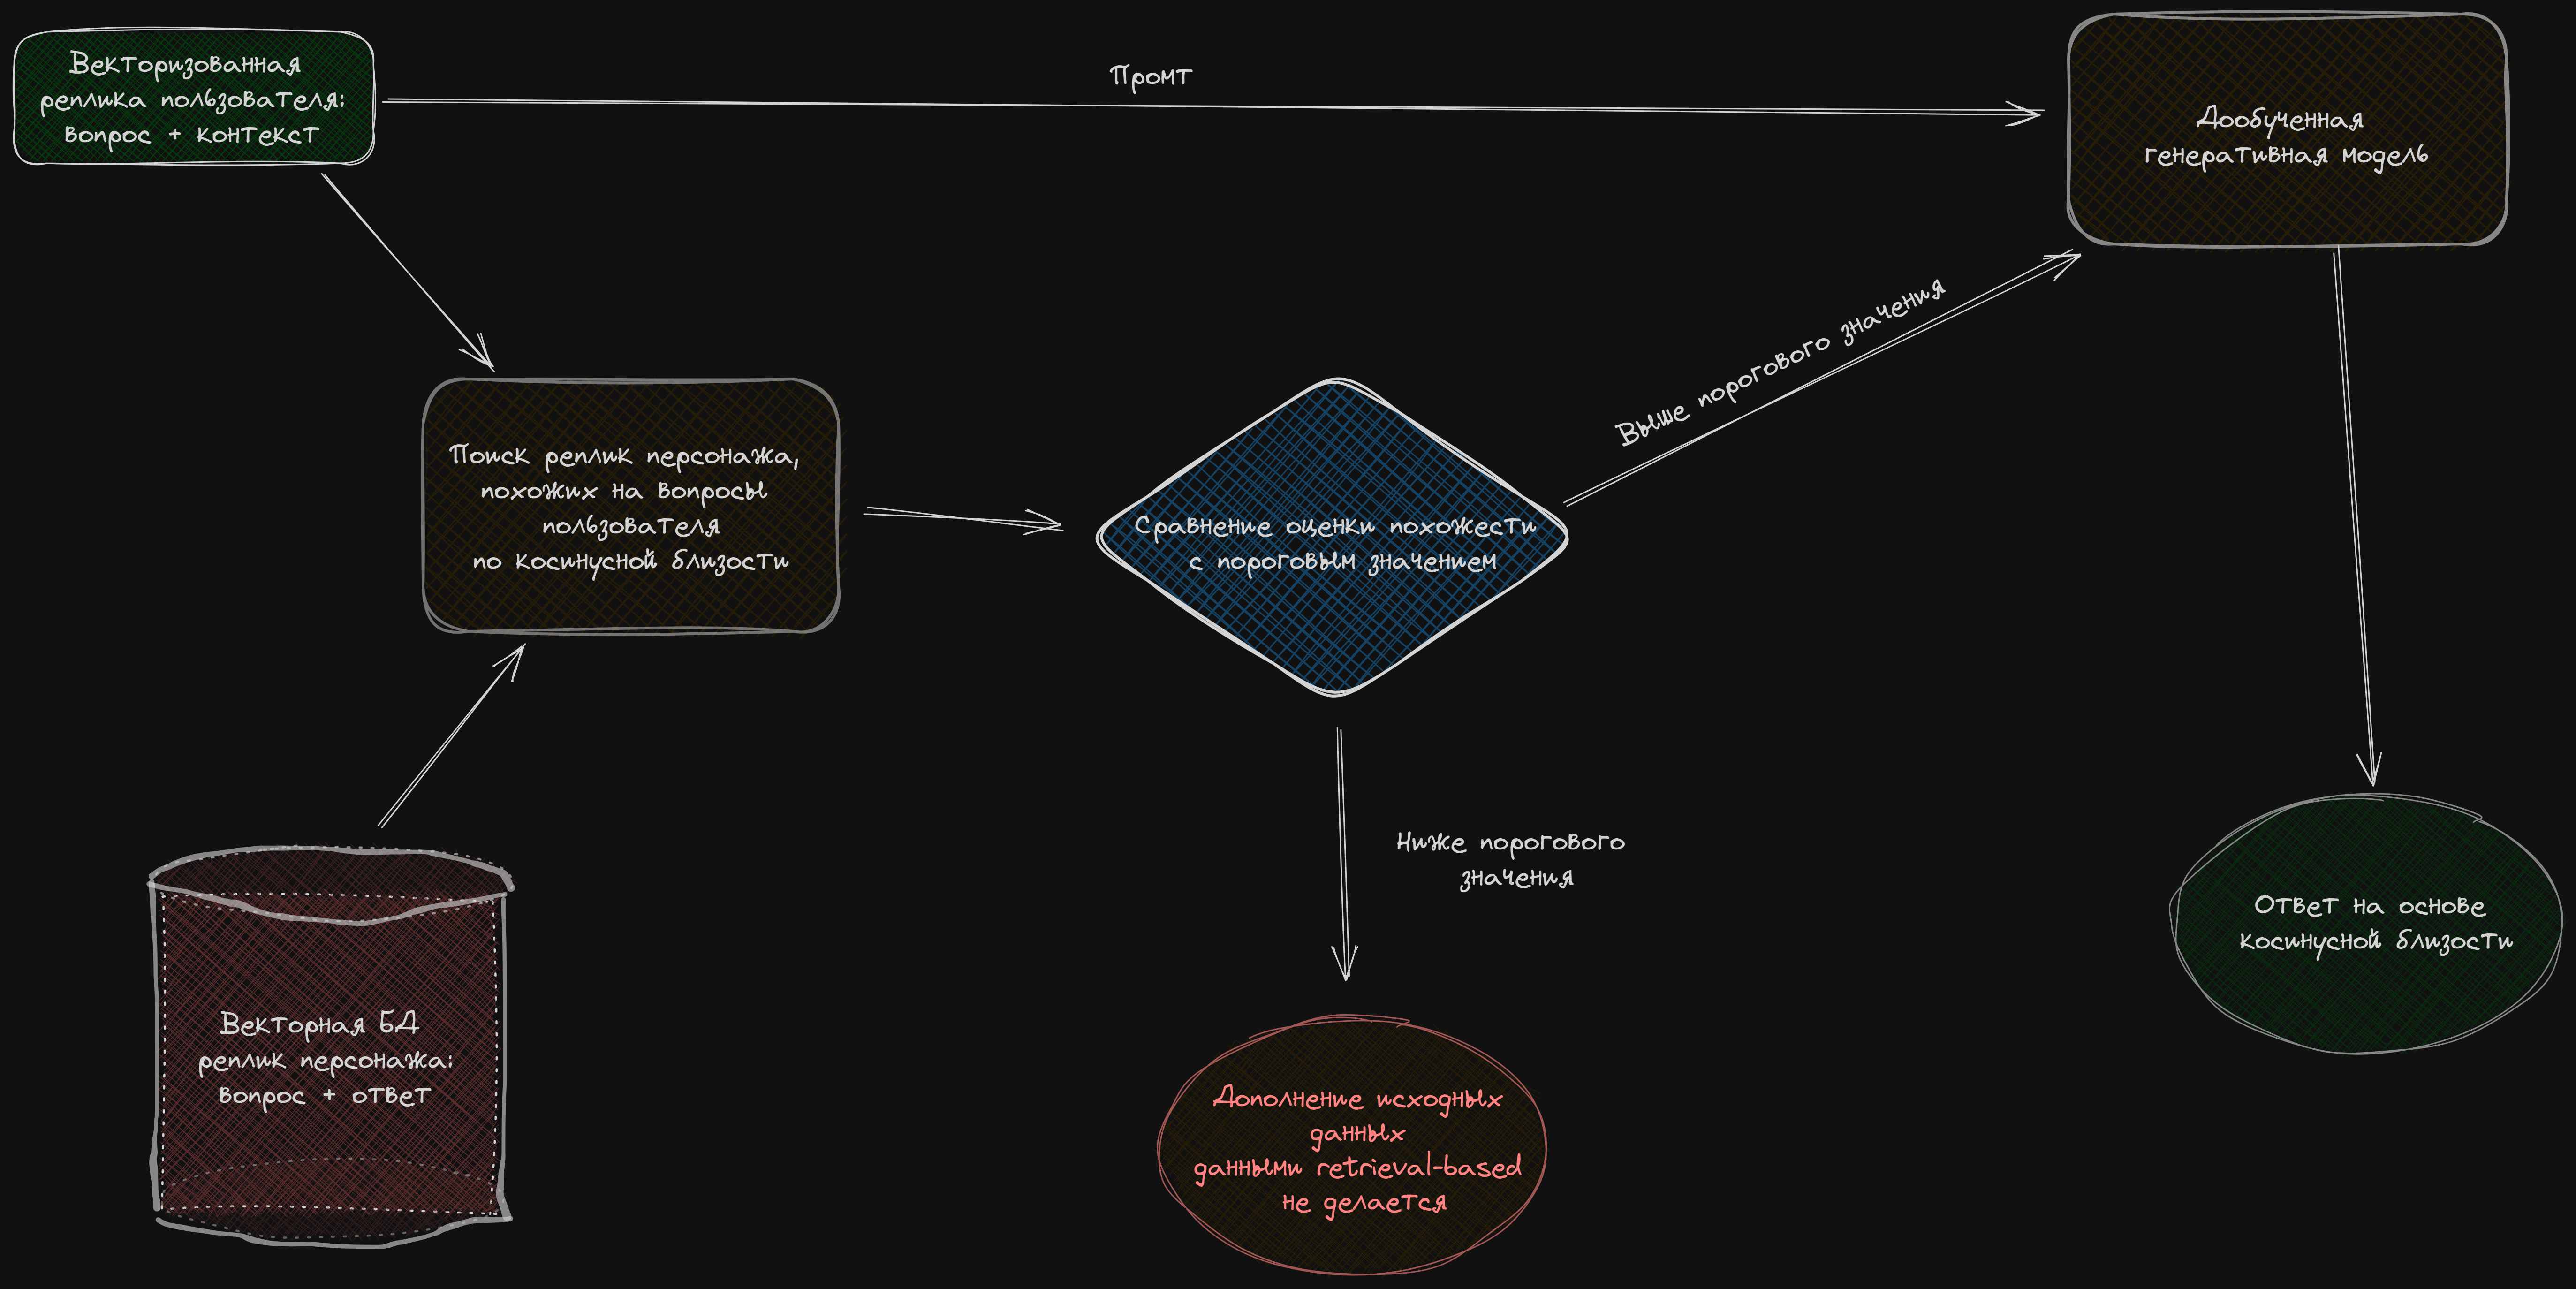 Векторизованная
реплика пользователя:
вопрос + контекст
Промт
Дообученная
генеративная модель
Выше порогового значения
Поиск реплик персонажа,
похожих на вопросы
пользователя
по косинусной близости
Сравнение оценки похожести
с пороговым значением
Ниже порогового
значения
Ответ на основе
косинусной близости
Векторная БД
реплик персонажа:
вопрос + ответ
Дополнение исходных
данных
данными retrieval-based
не делается